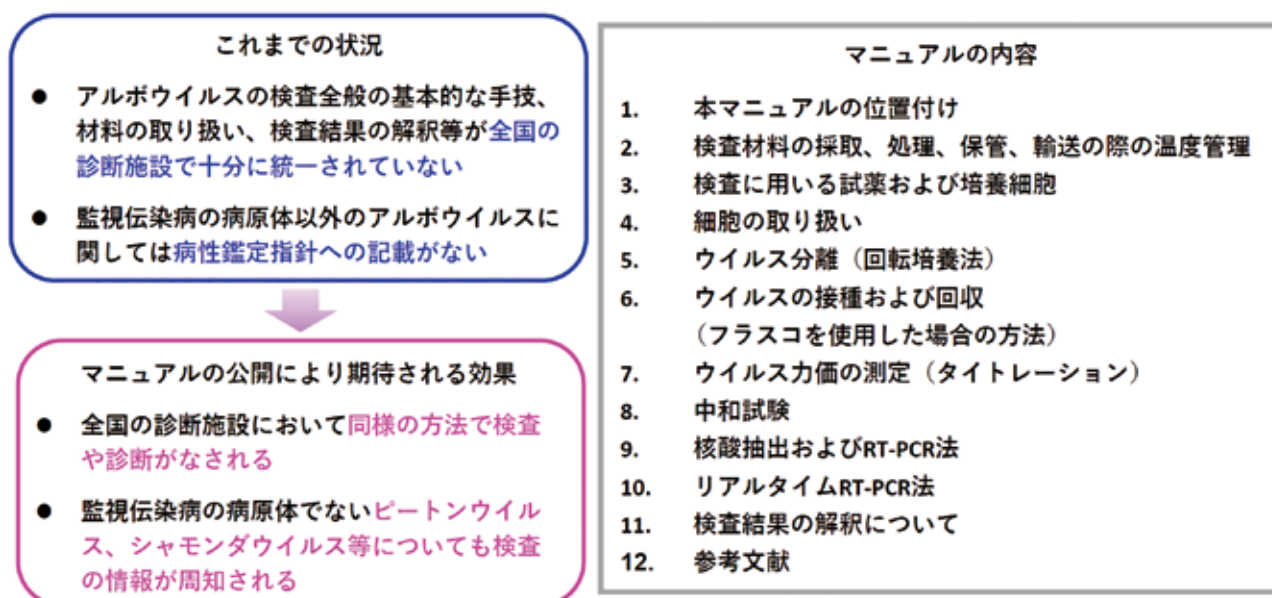 これまでの状況
● アルボウイルスの検査全般の基本的な手技、
材料の取り扱い、検査結果の解釈等が全国の
診断施設で十分に統一されていない
● 監視伝染病の病原体以外のアルボウイルスに
関しては病性鑑定指針への記載がない
マニュアルの公開により期待される効果
● 全国の診断施設において同様の方法で検査
や診断がなされる
● 監視伝染病の病原体でないピートンウイル
ス、シャモンダウイルス等についても検査
の情報が周知される
マニュアルの内容
1. 本マニュアルの位置付け
2. 検査材料の採取、処理、保管、輸送の際の温度管理
3. 検査に用いる試薬および培養細胞
4. 細胞の取り扱い
5. ウイルス分離（回転培養法）
6. ウイルスの接種および回収
（フラスコを使用した場合の方法）
7. ウイルス力価の測定（タイトレーション）
8. 中和試験
9. 核酸抽出およびRT-PCR法
10. リアルタイムRT-PCR法
11. 検査結果の解釈について
12. 参考文献